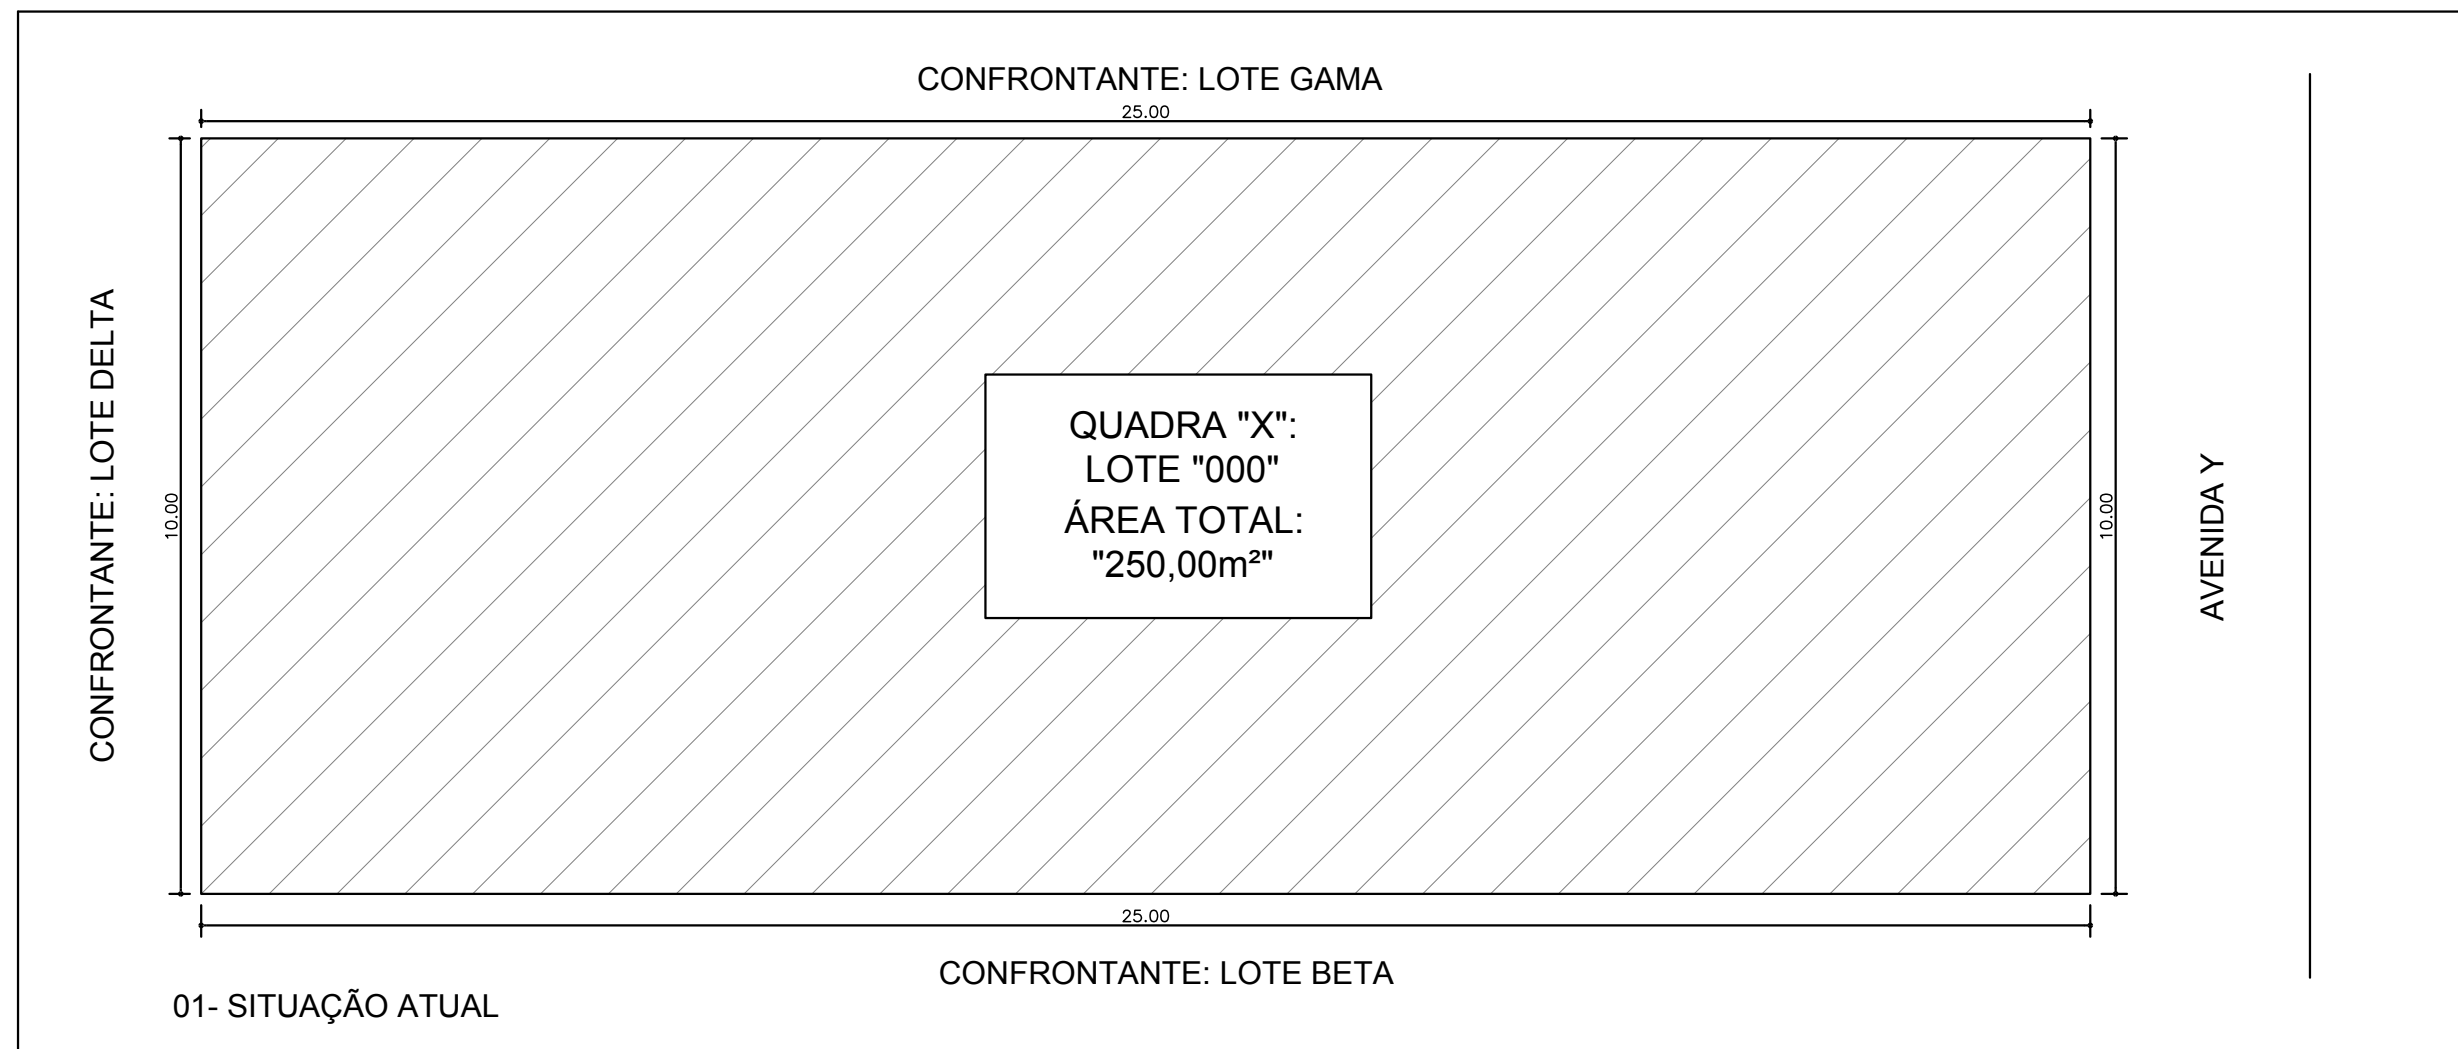 CONFRONTANTE: LOTE GAMA
25.00
CONFRONTANTE: LOTE DELTA
10.00
QUADRA "X":
LOTE "000"
ÁREA TOTAL:
"250,00m²"
10.00
AVENIDA Y
25.00
CONFRONTANTE: LOTE BETA
01- SITUAÇÃO ATUAL